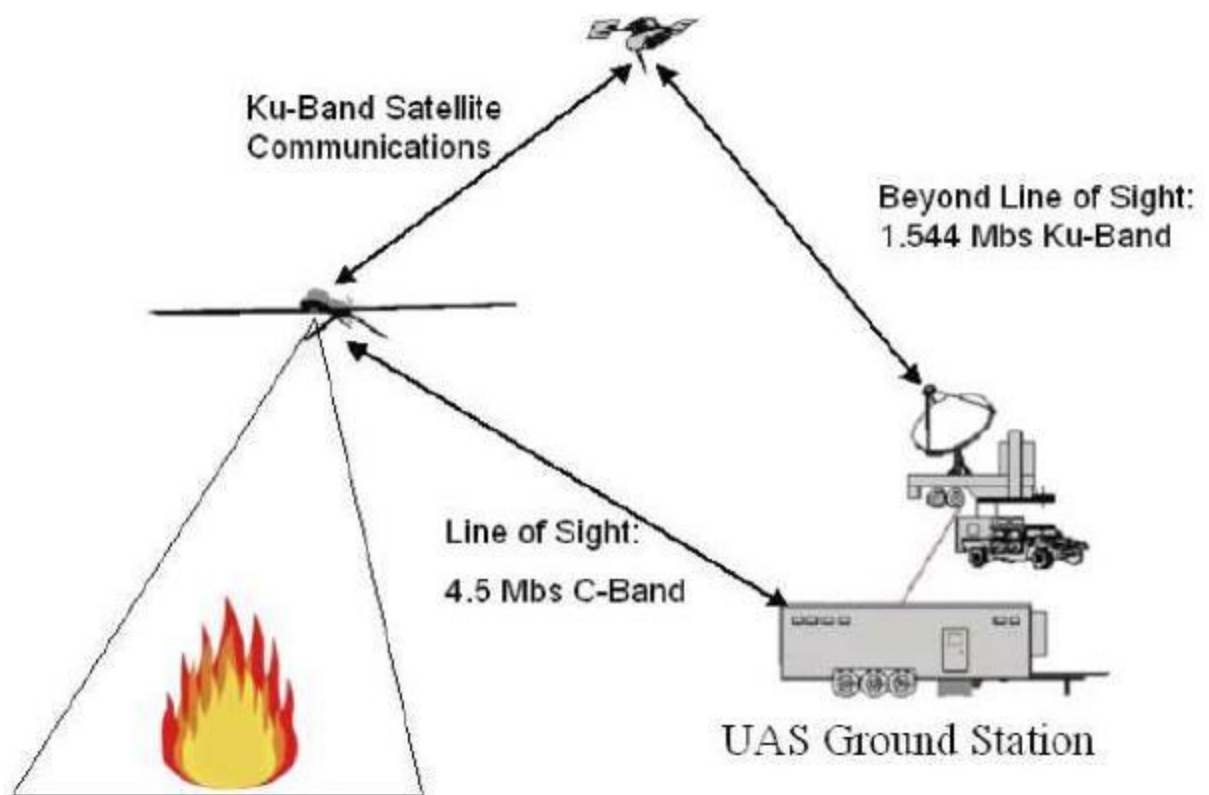 Ku-Band Satellite
Communications
Beyond Line of Sight:
1.544 Mbs Ku-Band
Line of Sight:
4.5 Mbs C-Band
UAS Ground Station